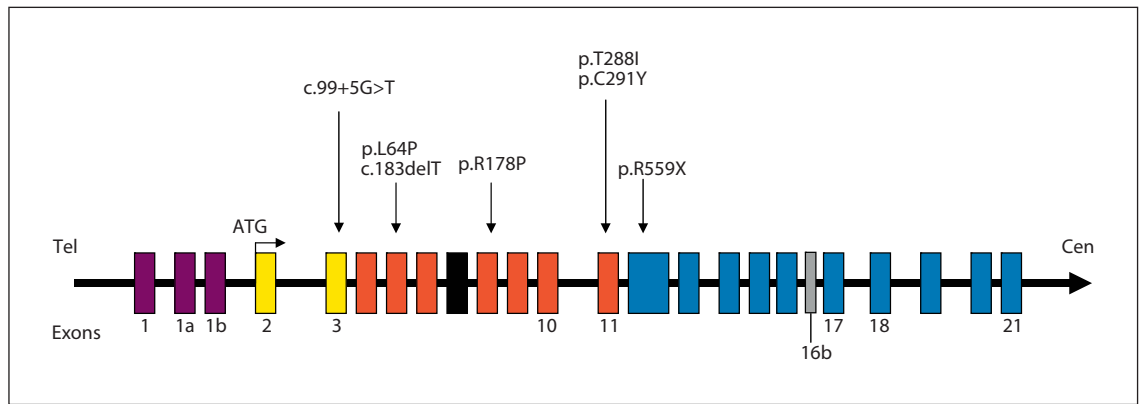 p.T288I
p.C291Y
c.99+5G>T
p.L64P
c.183delT
p.R178P
p.R559X
ATG
Tel
Cen
Exons
1
1a
1b
2
3
10
11
17
18
21
16b